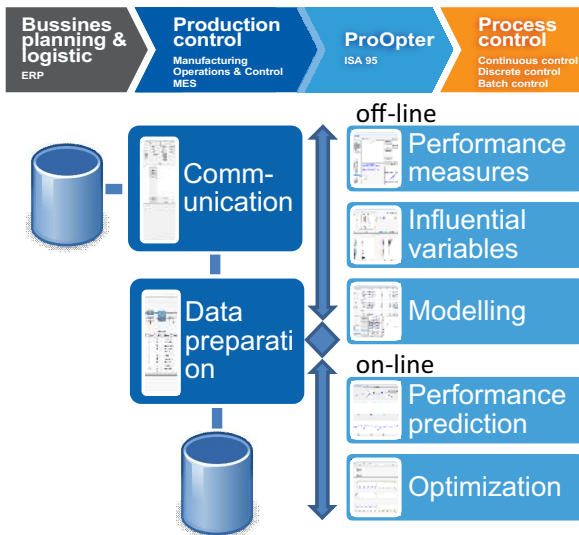 Bussines
planning &
logistic
ERP
Production
control
Manufacturing
Operations & Control
MES
ProOpter
ISA 95
Process
control
Continuous control
Discrete control
Batch control
off-line
Comm-
unication
Performance
measures
Influential
variables
Data
preparati
on
Modelling
on-line
Performance
prediction
Optimization